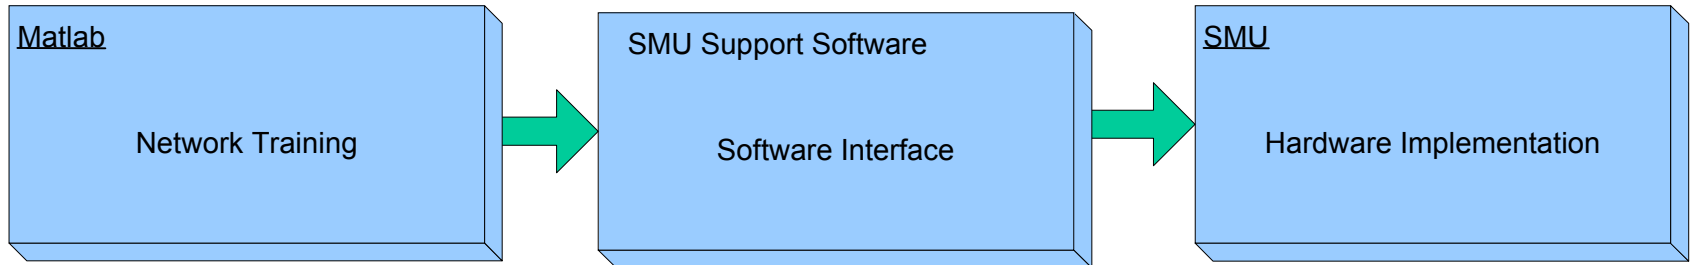 Matlab
Network Training
SMU Support Software
Software Interface
SMU
Hardware Implementation